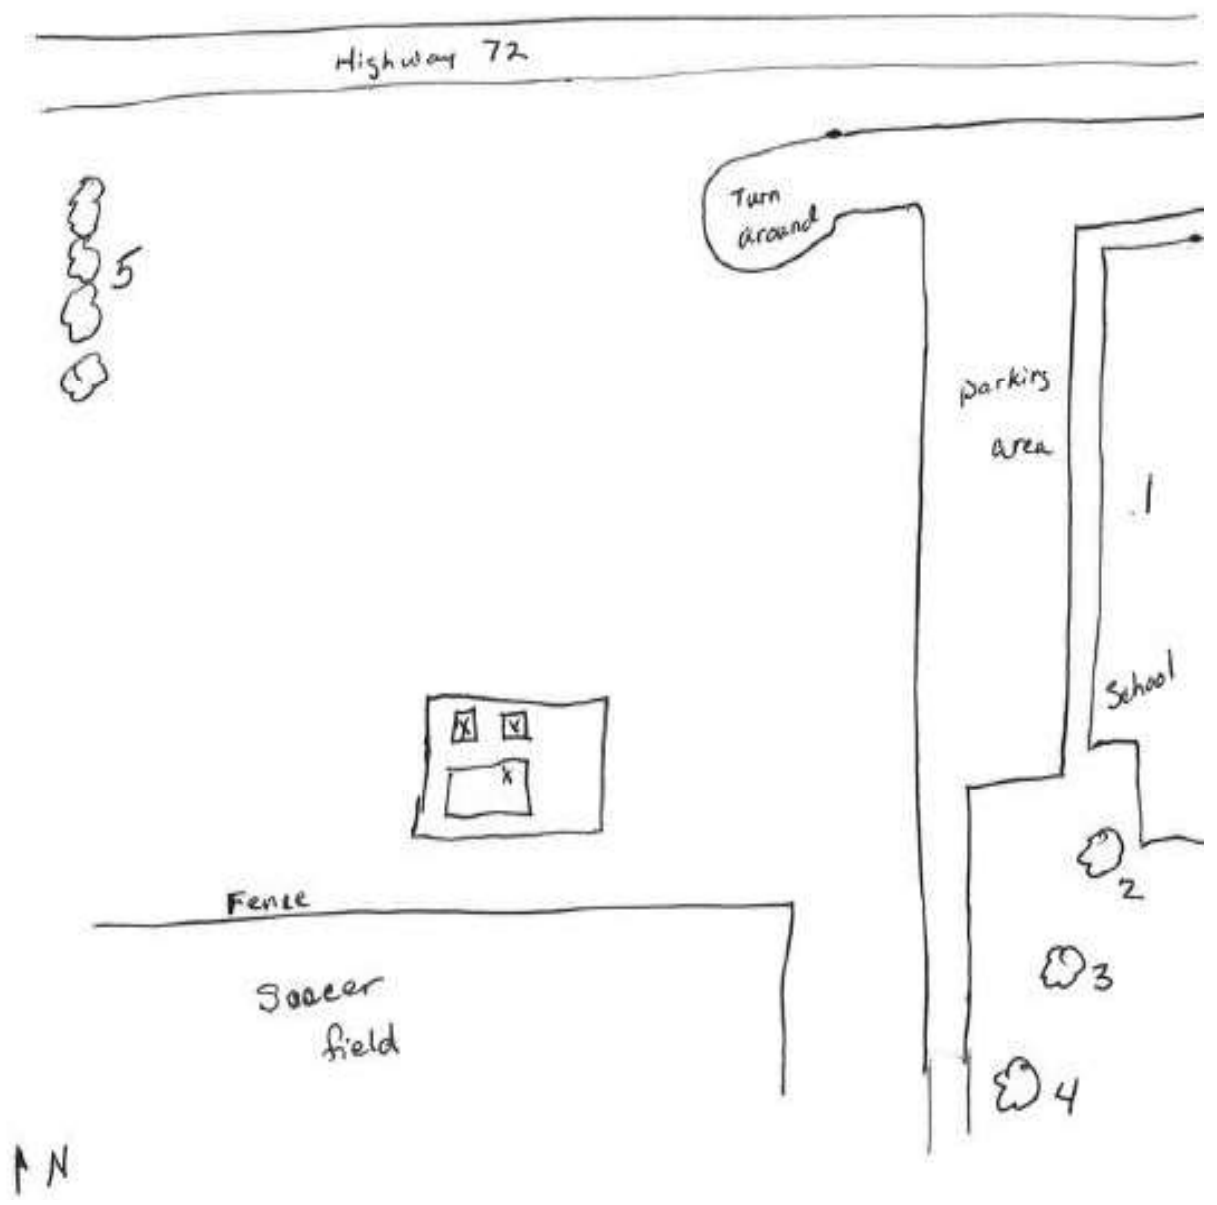 Highway 72
Turn
around
5
parking
area
1
School
X
X
X
2
Fence
3
Soccer
field
4
N